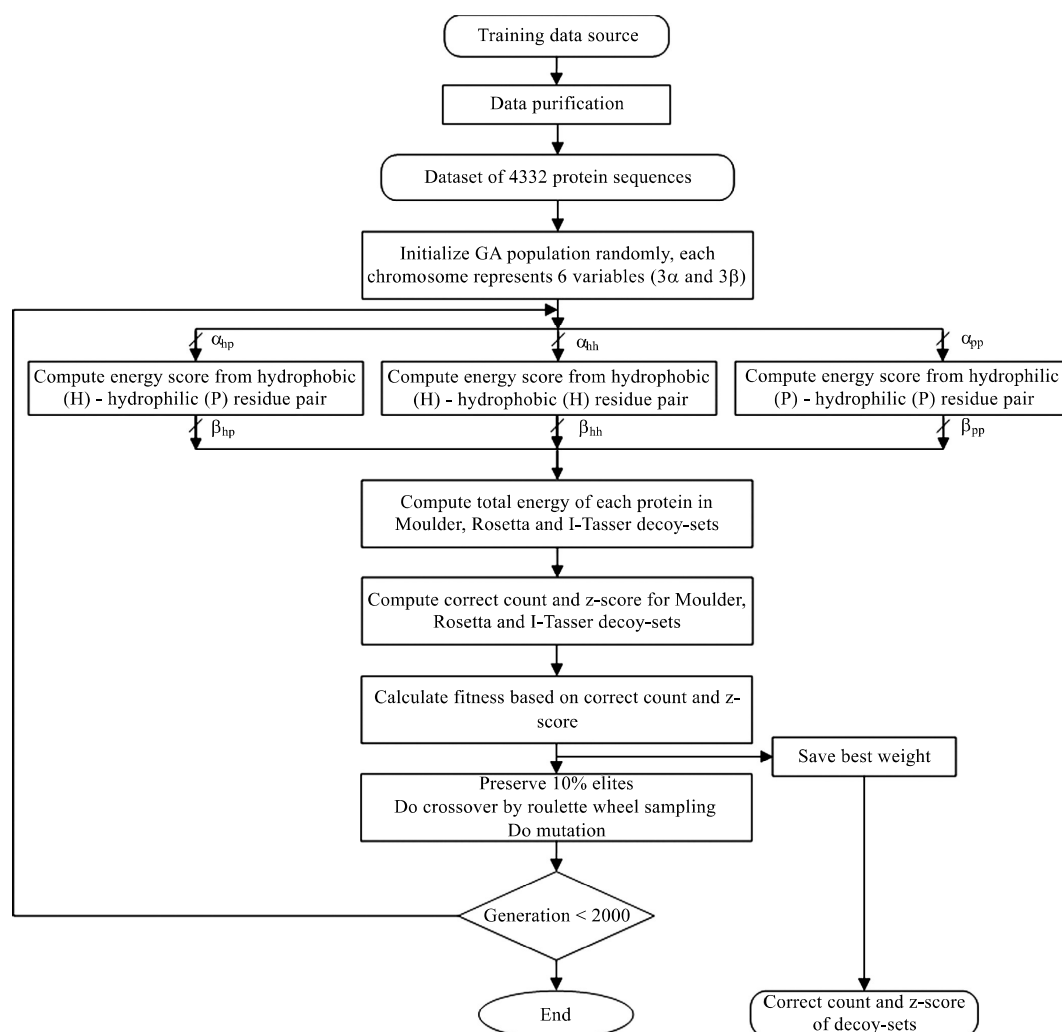 Training data source
Data purification
Dataset of 4332 protein sequences
Initialize GA population randomly, each
chromosome represents 6 variables (3α and 3β)
αhp
αhh
αpp
Compute energy score from hydrophobic
(H) - hydrophilic (P) residue pair
Compute energy score from hydrophobic
(H) - hydrophobic (H) residue pair
Compute energy score from hydrophilic
(P) - hydrophilic (P) residue pair
βhp
βhh
βpp
Compute total energy of each protein in
Moulder, Rosetta and I-Tasser decoy-sets
Compute correct count and z-score for Moulder,
Rosetta and I-Tasser decoy-sets
Calculate fitness based on correct count and z-
score
Save best weight
Preserve 10% elites
Do crossover by roulette wheel sampling
Do mutation
Generation < 2000
End
Correct count and z-score
of decoy-sets